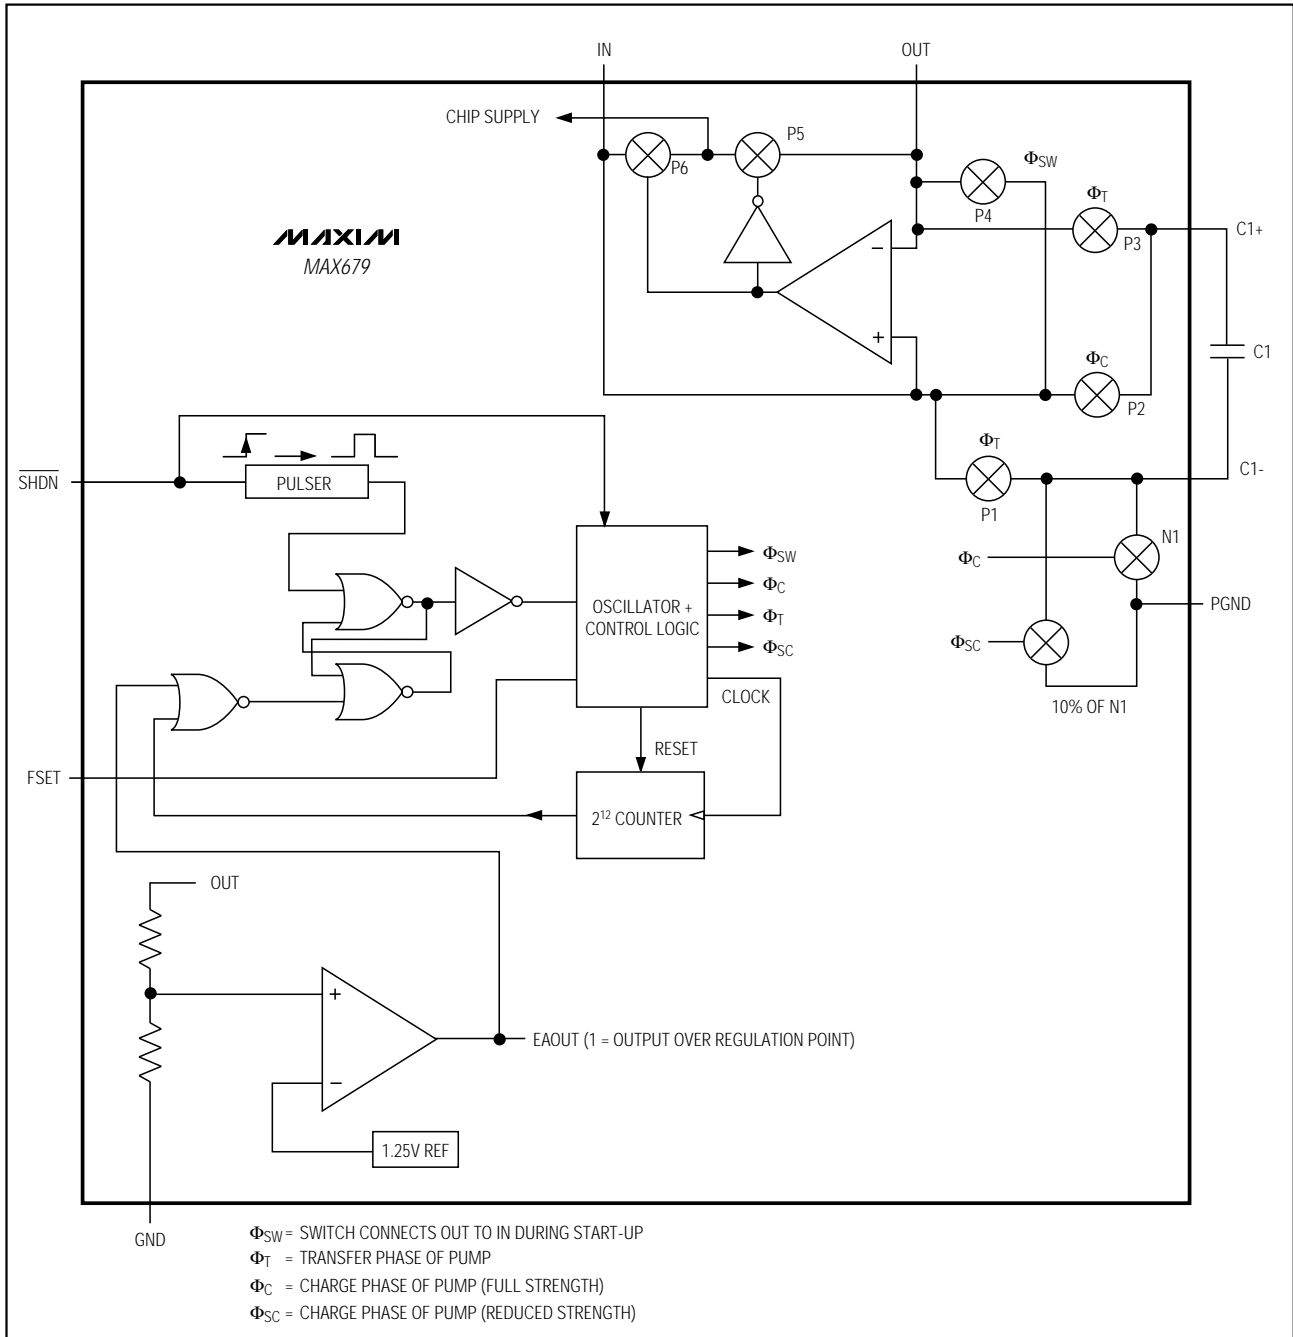 IN
OUT
CHIP SUPPLY
P5
P6
ΦSW
P4
ΦT
P3
C1+
MAXIM
MAX679
−
+
ΦC
P2
C1
ΦT
P1
C1-
SHDN
PULSER
N1
ΦC
PGND
ΦSC
10% OF N1
OSCILLATOR +
CONTROL LOGIC
ΦSW
ΦC
ΦT
ΦSC
CLOCK
RESET
FSET
2¹² COUNTER
OUT
+
−
EAOUT (1 = OUTPUT OVER REGULATION POINT)
1.25V REF
GND
ΦSW = SWITCH CONNECTS OUT TO IN DURING START-UP
ΦT = TRANSFER PHASE OF PUMP
ΦC = CHARGE PHASE OF PUMP (FULL STRENGTH)
ΦSC = CHARGE PHASE OF PUMP (REDUCED STRENGTH)